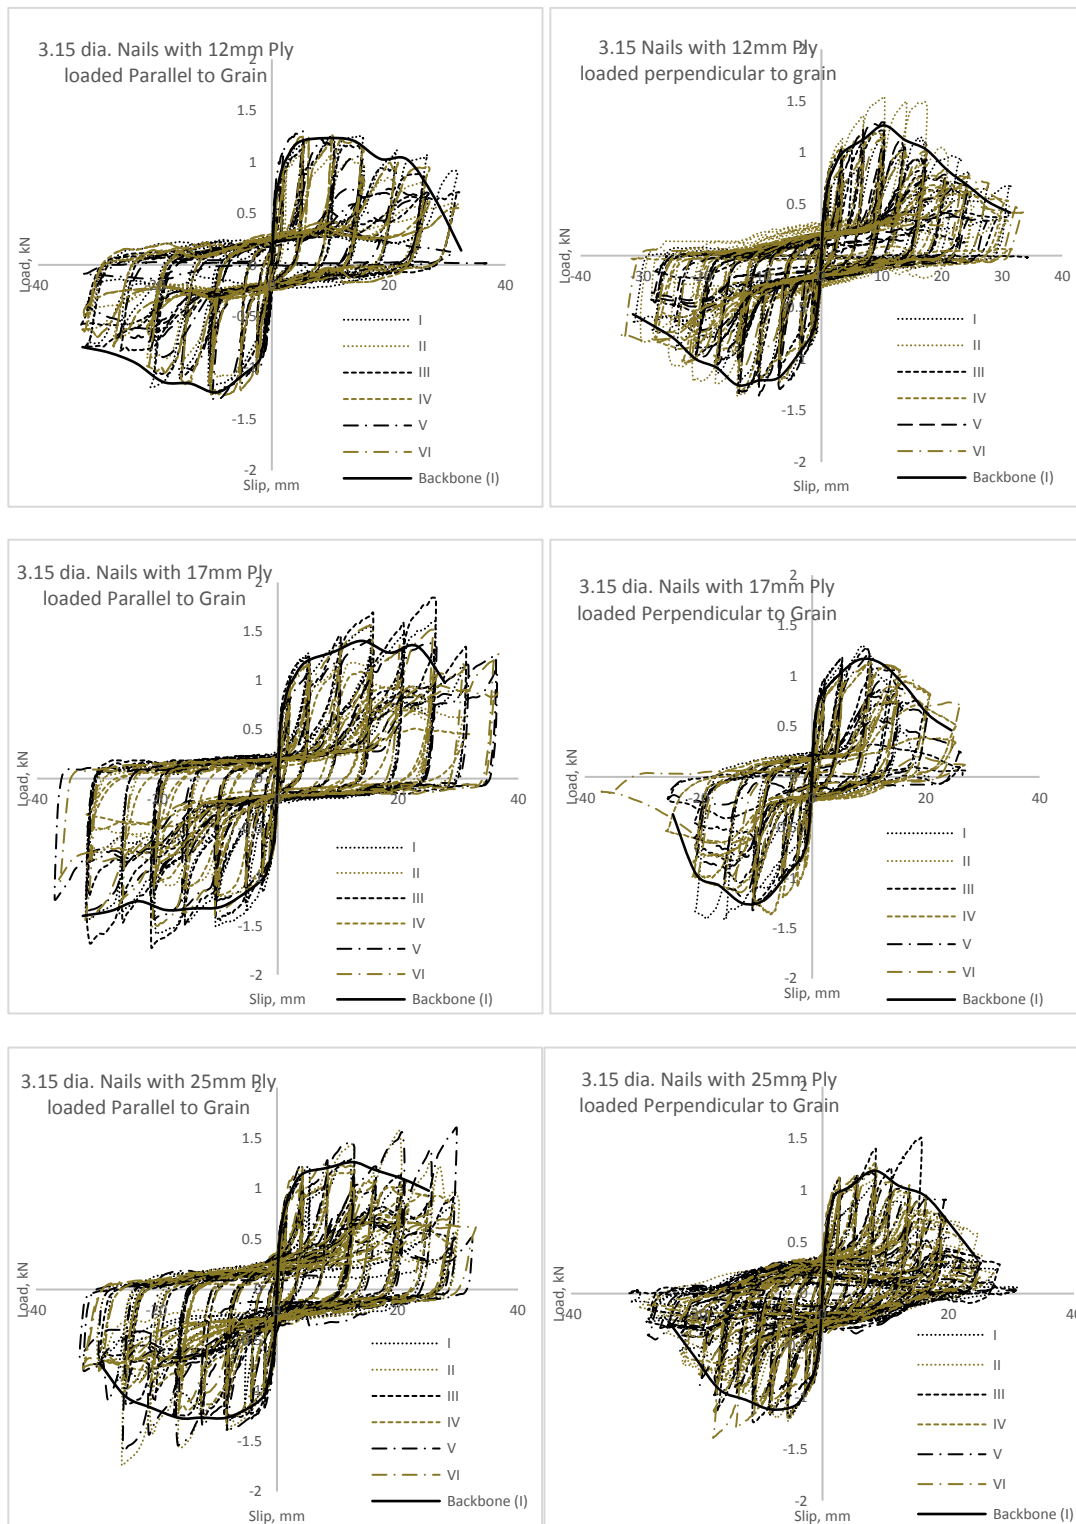 3.15 dia. Nails with 12mm Ply
loaded Parallel to Grain
2
1.5
1
0.5
-40
20
40
-0.5
-1.5
-2
Load, kN
Slip, mm
I
II
III
IV
V
VI
Backbone (I)
3.15 Nails with 12mm Ply
loaded perpendicular to grain
2
1.5
1
0.5
-40
-30
10
20
30
40
-1.5
-2
Load, kN
Slip, mm
I
II
III
IV
V
VI
Backbone (I)
3.15 dia. Nails with 17mm Ply
loaded Parallel to Grain
2
1.5
1
0.5
-40
20
40
-1.5
-2
Load, kN
Slip, mm
I
II
III
IV
V
VI
Backbone (I)
3.15 dia. Nails with 17mm Ply
loaded Perpendicular to Grain
2
1.5
1
0.5
-40
20
40
-1.5
-2
Load, kN
Slip, mm
I
II
III
IV
V
VI
Backbone (I)
3.15 dia. Nails with 25mm Ply
loaded Parallel to Grain
2
1.5
1
0.5
-40
20
40
-1.5
-2
Load, kN
Slip, mm
I
II
III
IV
V
VI
Backbone (I)
3.15 dia. Nails with 25mm Ply
loaded Perpendicular to Grain
2
1.5
1
0.5
-40
20
40
-1.5
-2
Load, kN
Slip, mm
I
II
III
IV
V
VI
Backbone (I)